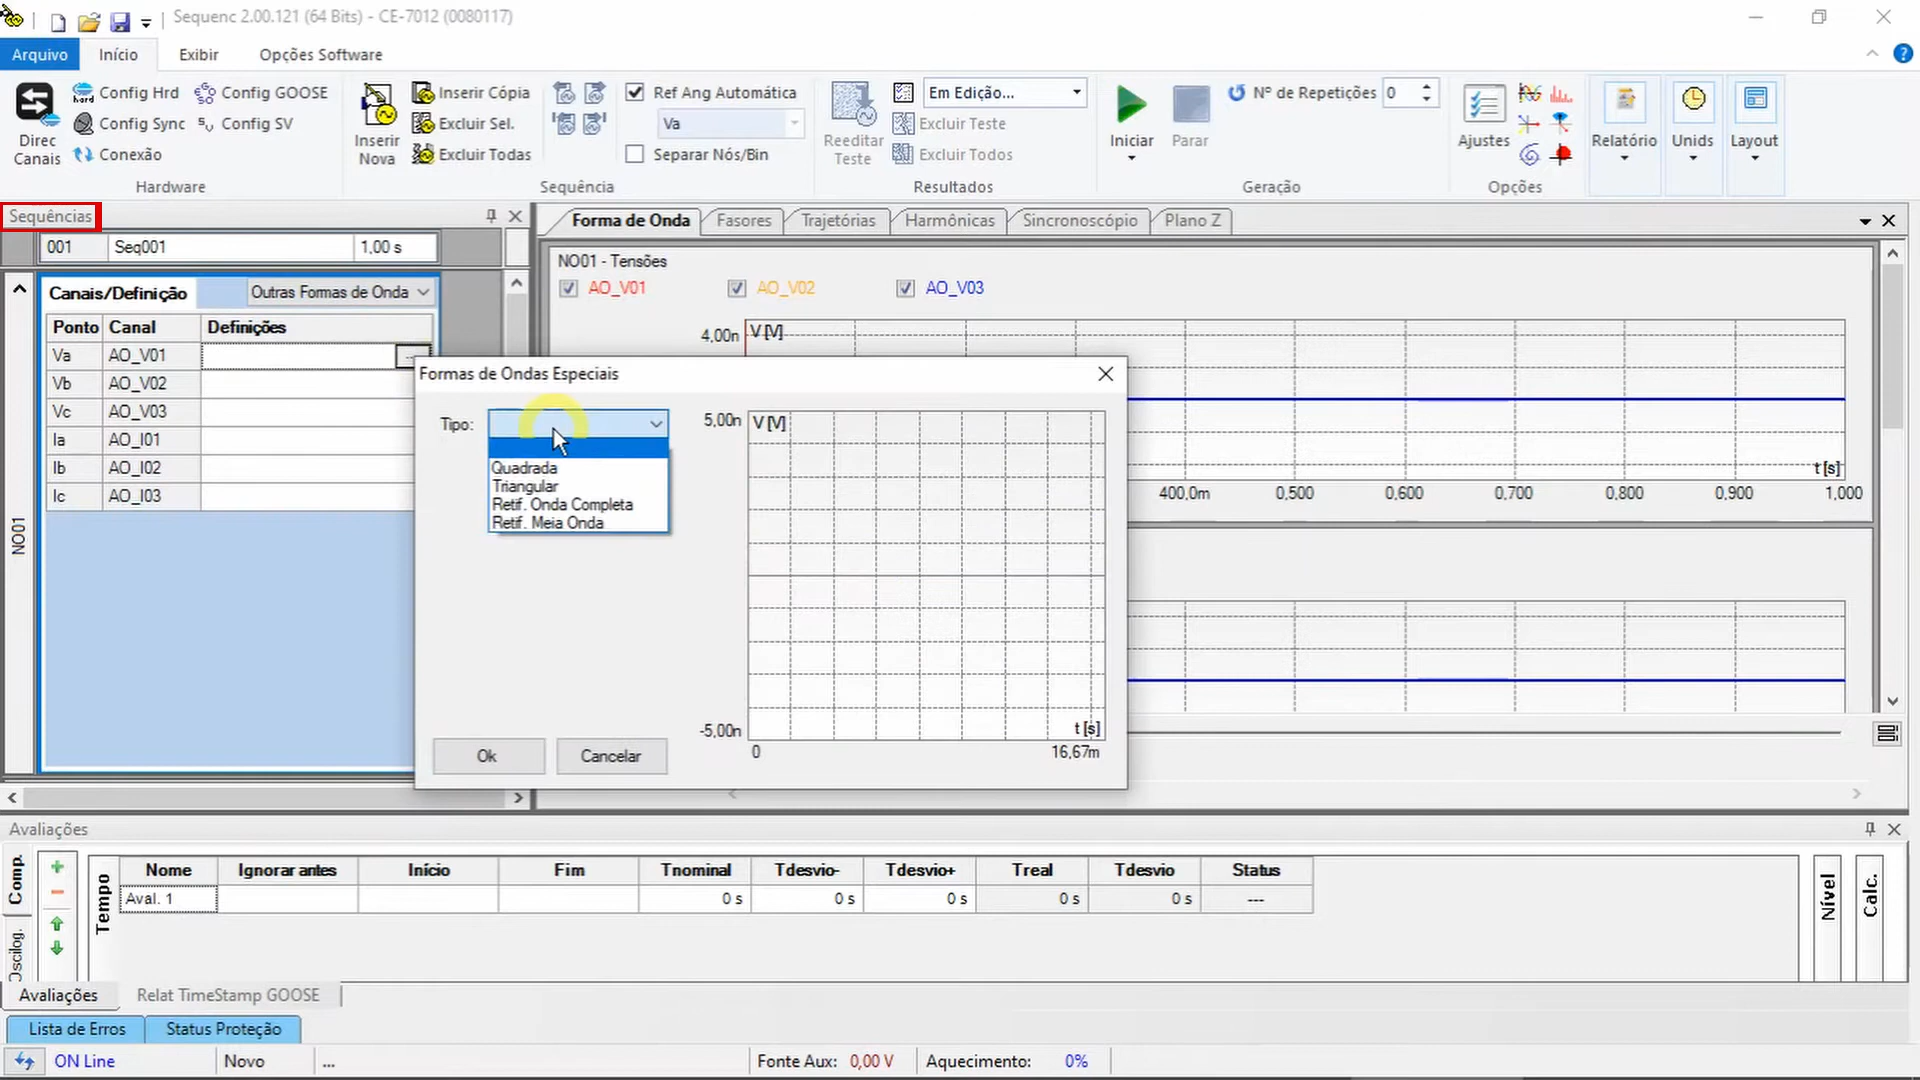 Sequenc 2.00.121 (64 Bits) - CE-7012 (0080117)
Arquivo Início Exibir Opções Software
Direc Canais
Config Hrd Config GOOSE
Config Sync Config SV
Conexão
Hardware
Inserir Nova
Inserir Cópia
Excluir Sel.
Excluir Todas
Ref Ang Automática
Va
Separar Nós/Bin
Sequência
Reeditar Teste
Em Edição...
Excluir Teste
Excluir Todos
Resultados
Iniciar
Parar
Nº de Repetições 0
Geração
Ajustes
Opções
Relatório
Unids
Layout
Sequências
001 Seq001 1,00 s
NO01
Canais/Definição Outras Formas de Onda
Ponto Canal Definições
Va AO_V01 ...
Vb AO_V02
Vc AO_V03
Ia AO_I01
Ib AO_I02
Ic AO_I03
Forma de Onda Fasores Trajetórias Harmônicas Sincroscópio Plano Z
NO01 - Tensões
AO_V01 AO_V02 AO_V03
4,00n V [V]
t [s]
400,0m 0,500 0,600 0,700 0,800 0,900 1,000
Formas de Ondas Especiais
Tipo:
Quadrada
Triangular
Retif. Onda Completa
Retif. Meia Onda
5,00n V [V]
-5,00n t [s]
0 16,67m
Ok Cancelar
Avaliações
Comp.
Oscilog.
Tempo
Nome Ignorar antes Início Fim Tnominal Tdesvio- Tdesvio+ Treal Tdesvio Status
Aval. 1 0 s 0 s 0 s 0 s 0 s ---
Nível
Calc.
Avaliações Relat TimeStamp GOOSE
Lista de Erros Status Proteção
ON Line Novo ... Fonte Aux: 0,00 V Aquecimento: 0%